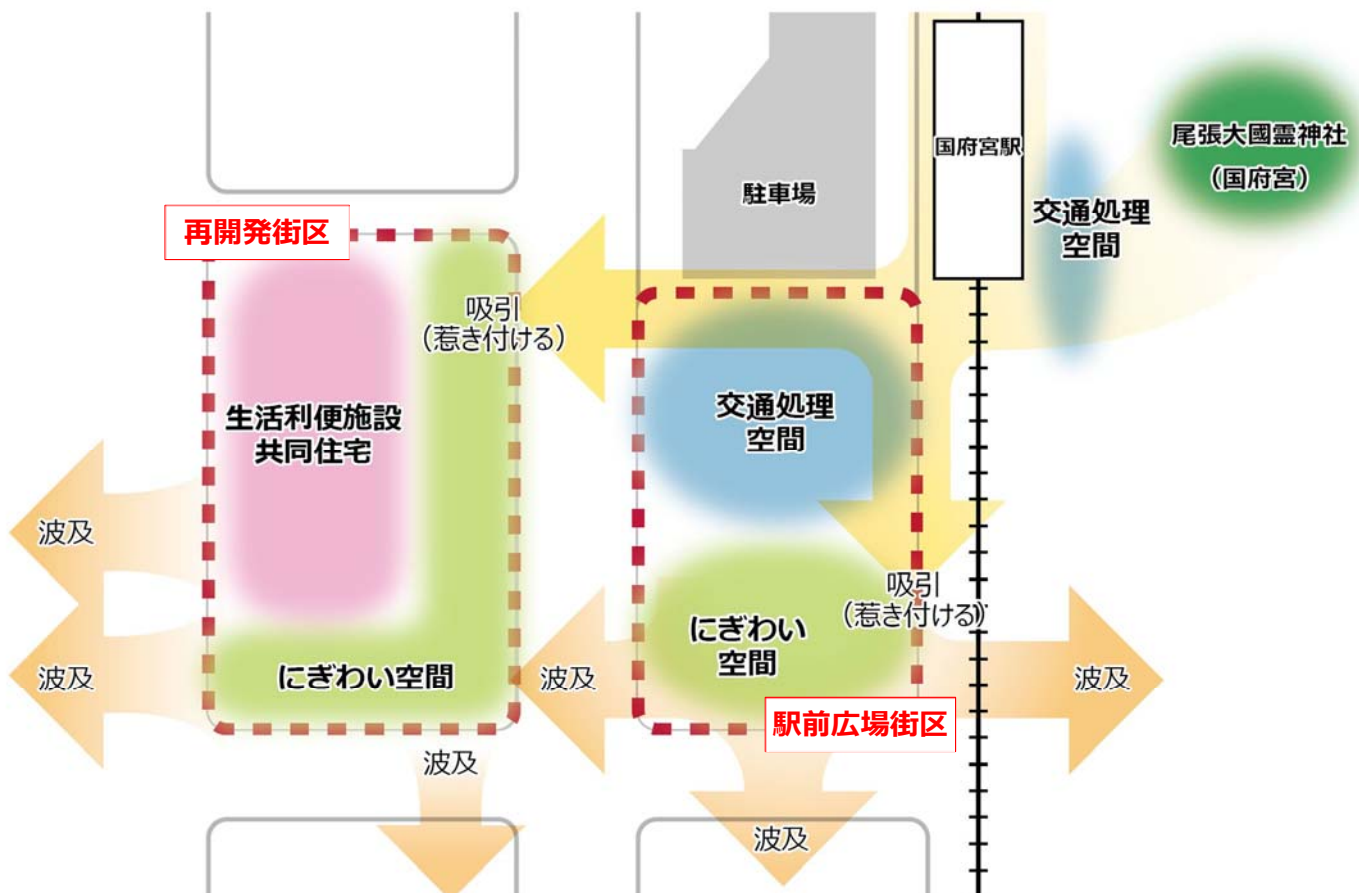 国府宮駅
尾張大國霊神社
（国府宮）
駐車場
交通処理
空間
再開発街区
吸引
（惹き付ける）
生活利便施設
共同住宅
交通処理
空間
波及
吸引
（惹き付ける）
にぎわい
空間
波及
にぎわい空間
波及
波及
駅前広場街区
波及
波及